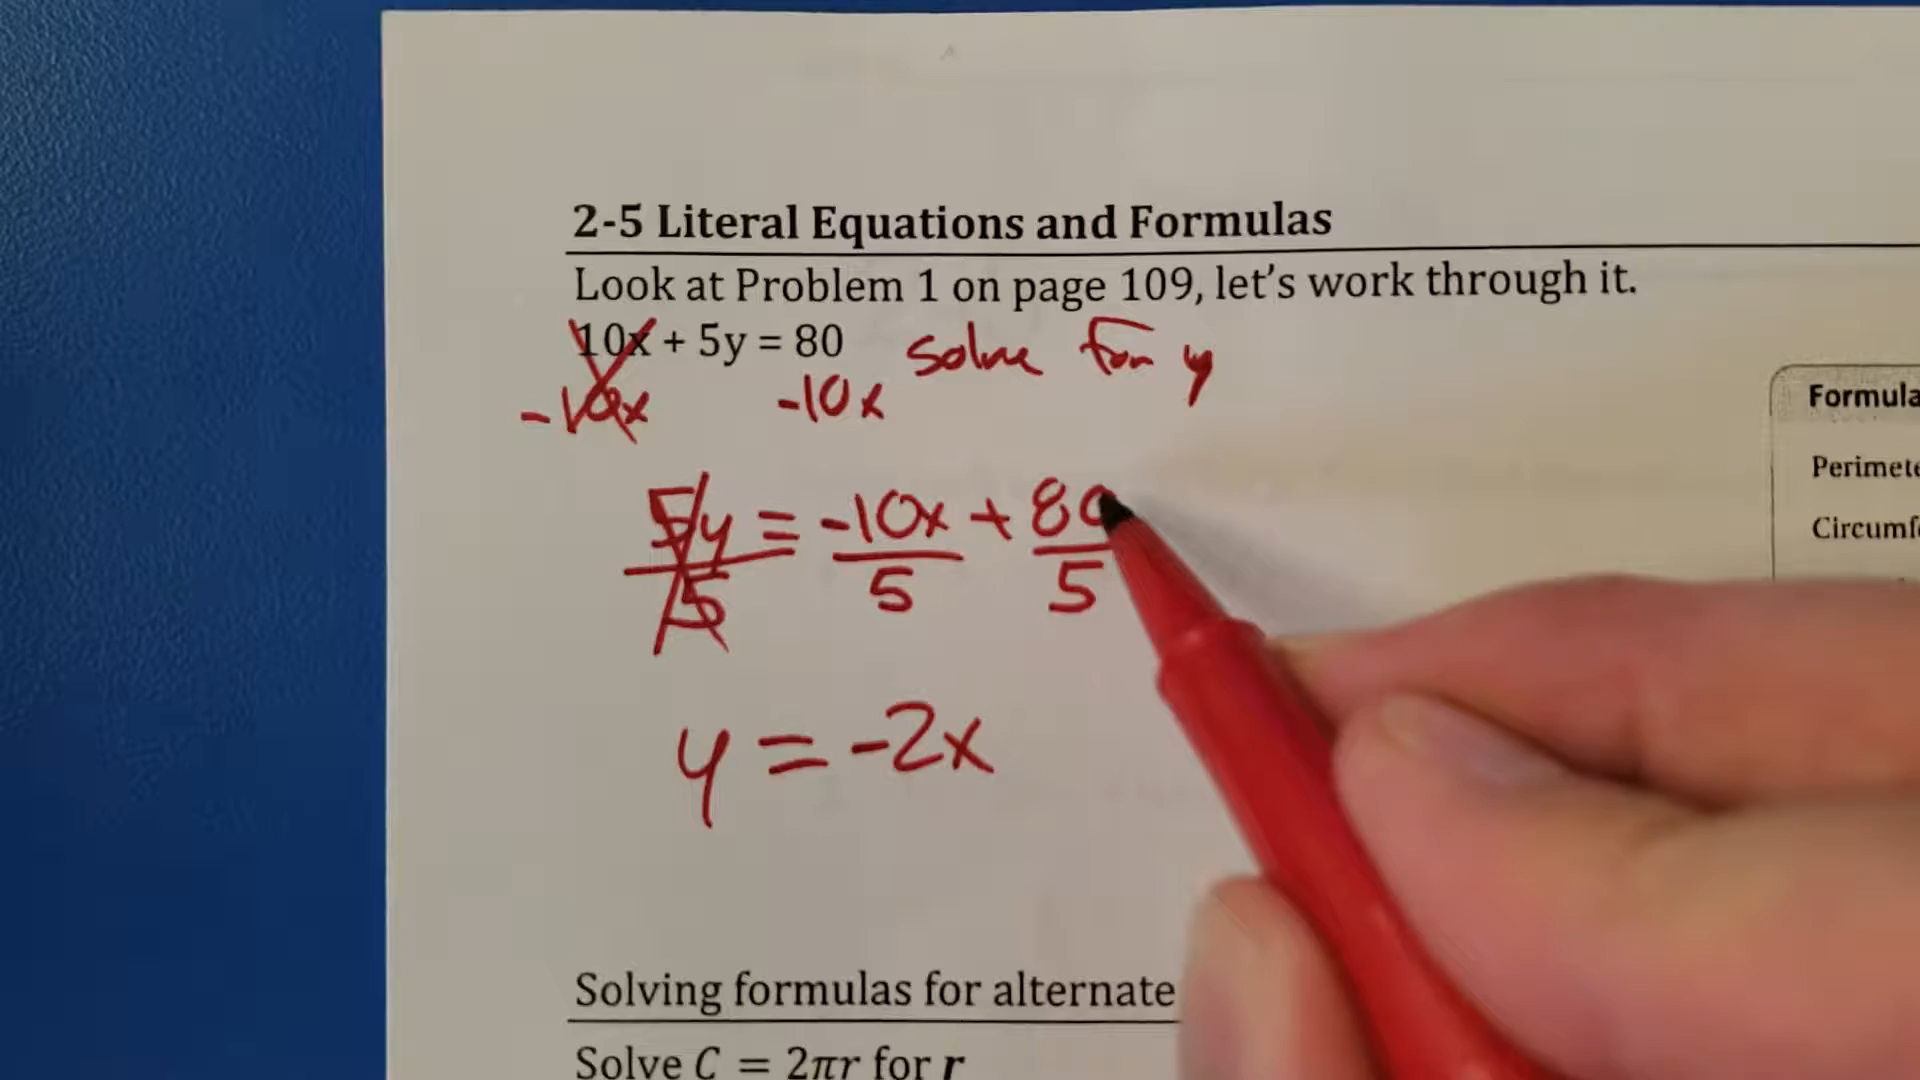 2-5 Literal Equations and Formulas
Look at Problem 1 on page 109, let's work through it.
10x + 5y = 80 solve for y
-10x -10x
Formula
Perimete
5y = -10x + 80
Circumf
5 5 5
y = -2x
Solving formulas for alternate
Solve C = 2πr for r